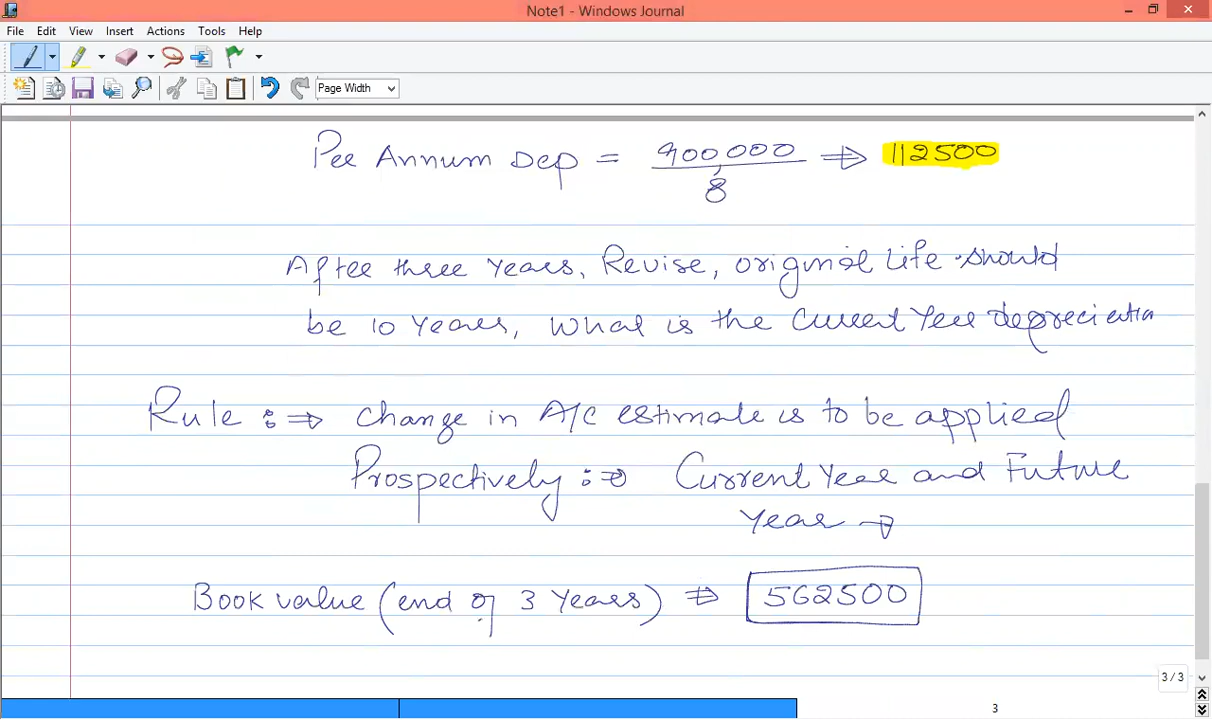 Note1 - Windows Journal
File Edit View Insert Actions Tools Help
Page Width
Pee Annum Dep = 900000 / 8 ⇒ 112500
After three years, Revise, original Life should
be 10 Years, What is the Current Year depreciation
Rule :⇒ change in A/C estimate is to be applied
Prospectively :⇒ Current Year and Future
Year →
Book value (end of 3 Years) ⇒ 562500
3 / 3
3